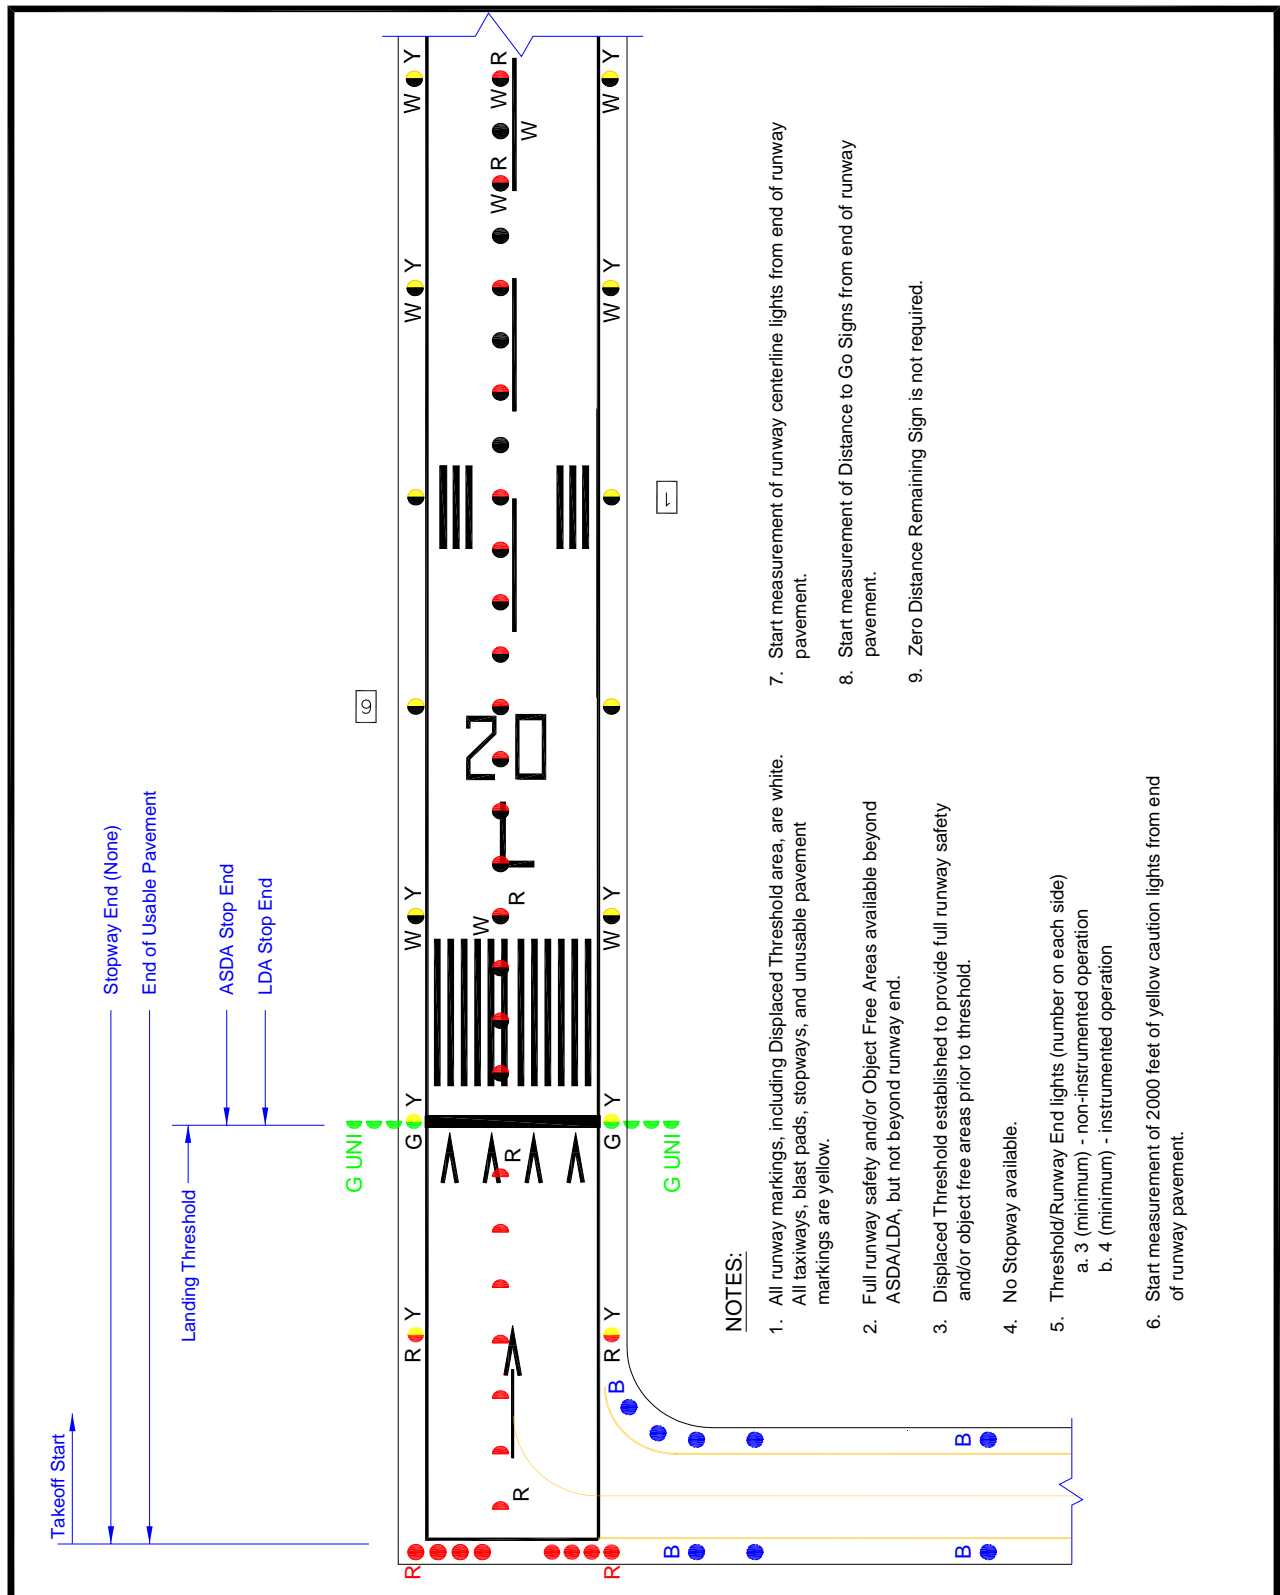 Takeoff Start
Stopway End (None)
End of Usable Pavement
Landing Threshold
ASDA Stop End
LDA Stop End
G UNI
G UNI
R
R
R
R Y
R Y
R
G Y
G Y
W
R
W Y
W Y
20
L
9
1
W Y
W Y
W R
W
W R
W Y
W Y
B
B
B
B
NOTES:
1. All runway markings, including Displaced Threshold area, are white.
All taxiways, blast pads, stopways, and unusable pavement
markings are yellow.
2. Full runway safety and/or Object Free Areas available beyond
ASDA/LDA, but not beyond runway end.
3. Displaced Threshold established to provide full runway safety
and/or object free areas prior to threshold.
4. No Stopway available.
5. Threshold/Runway End lights (number on each side)
a. 3 (minimum) - non-instrumented operation
b. 4 (minimum) - instrumented operation
6. Start measurement of 2000 feet of yellow caution lights from end
of runway pavement.
7. Start measurement of runway centerline lights from end of runway
pavement.
8. Start measurement of Distance to Go Signs from end of runway
pavement.
9. Zero Distance Remaining Sign is not required.